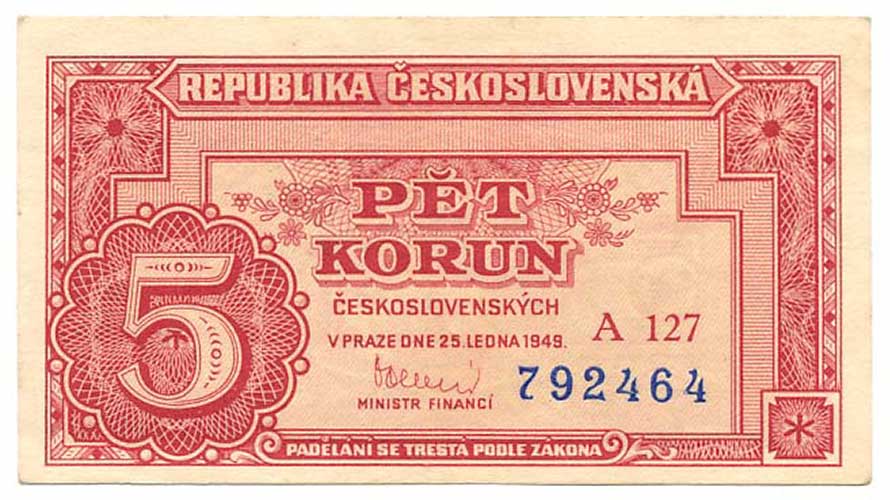 REPUBLIKA ČESKOSLOVENSKÁ
PĚT
KORUN
ČESKOSLOVENSKÝCH
V PRAZE DNE 25. LEDNA 1949.
A 127
792464
MINISTR FINANCÍ
5
PADĚLÁNÍ SE TRESTÁ PODLE ZÁKONA